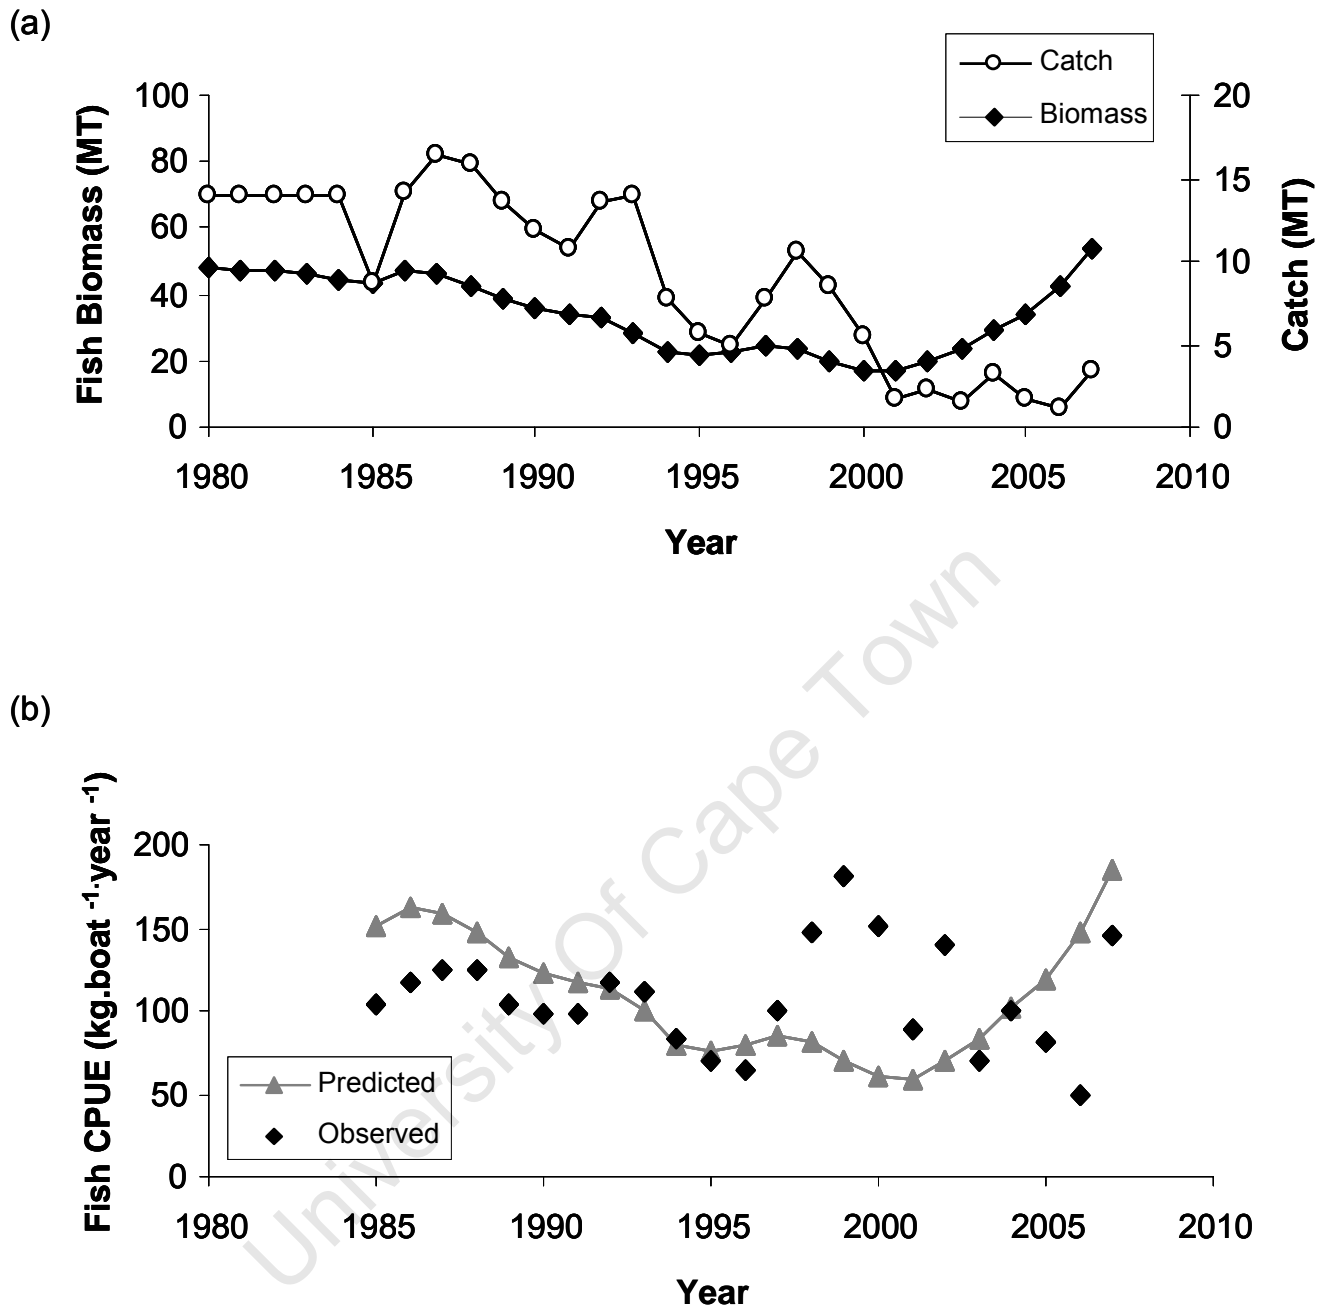 (a)
Catch
Biomass
Fish Biomass (MT)
100
80
60
40
20
0
20
15
10
5
0
Catch (MT)
1980 1985 1990 1995 2000 2005 2010
Year
(b)
Fish CPUE (kg.boat -1.year -1)
200
150
100
50
0
Predicted
Observed
1980 1985 1990 1995 2000 2005 2010
Year
University Of Cape Town